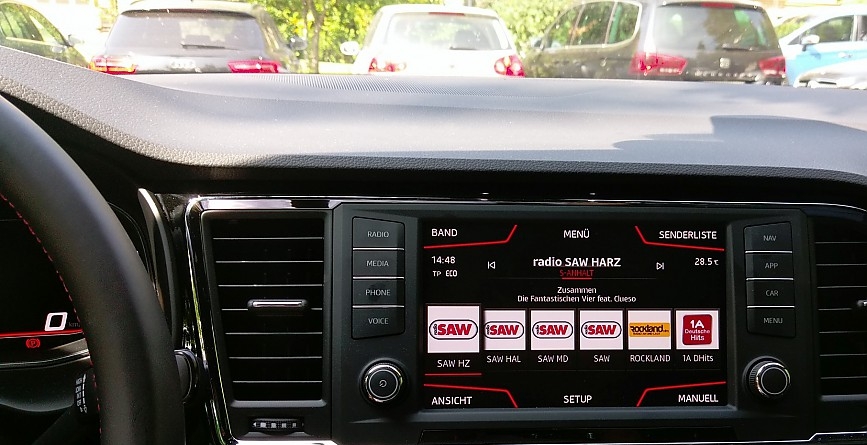 RADIO
MEDIA
PHONE
VOICE
BAND
MENÜ
SENDERLISTE
14:48
TP ECO
radio SAW HARZ
S-ANHALT
28.5°C
Zusammen
Die Fantastischen Vier feat. Clueso
SAW
SAW
SAW
SAW
ROCKLAND
1A
Deutsche
Hits
SAW HZ
SAW HAL
SAW MD
SAW
ROCKLAND
1A DHits
ANSICHT
SETUP
MANUELL
NAV
APP
CAR
MENU
0